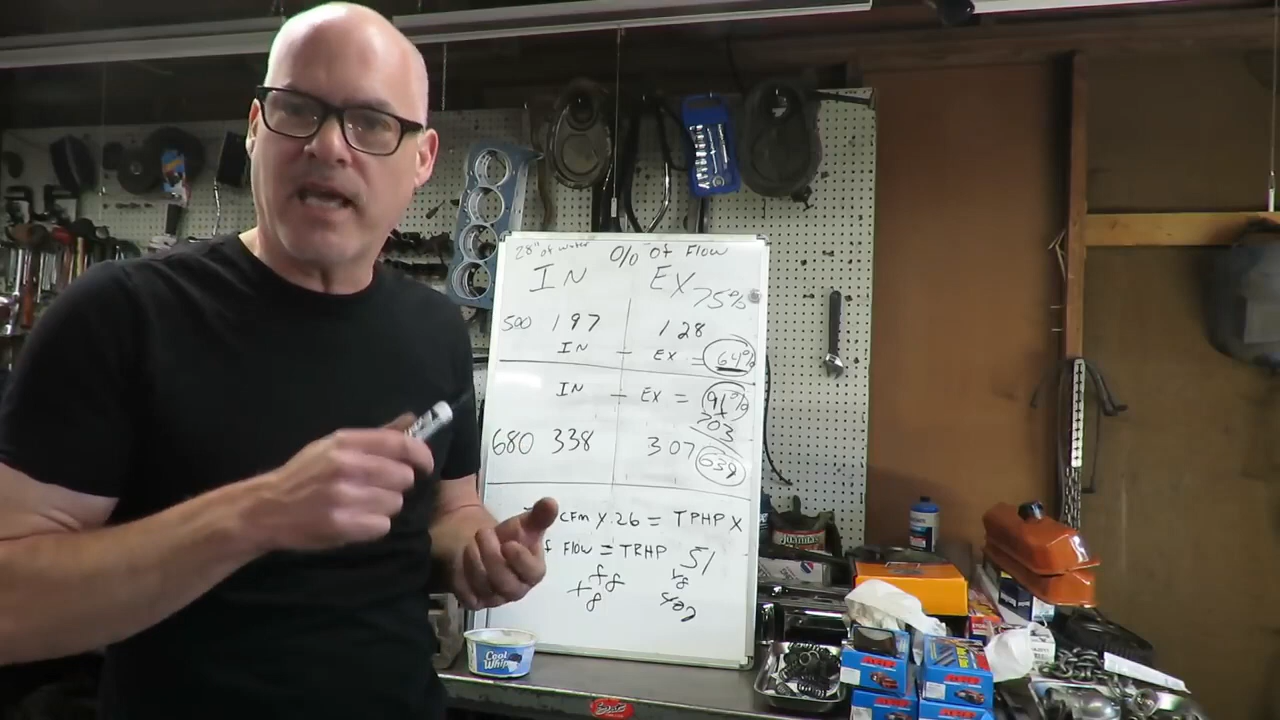 28" of water % of Flow
IN EX 75%
500 197 128
IN - EX = 64%
IN - EX = 91%
703
680 338 307 639
CFM X .26 = TPHP X
FLOW = TRHP 51
Cool Whip